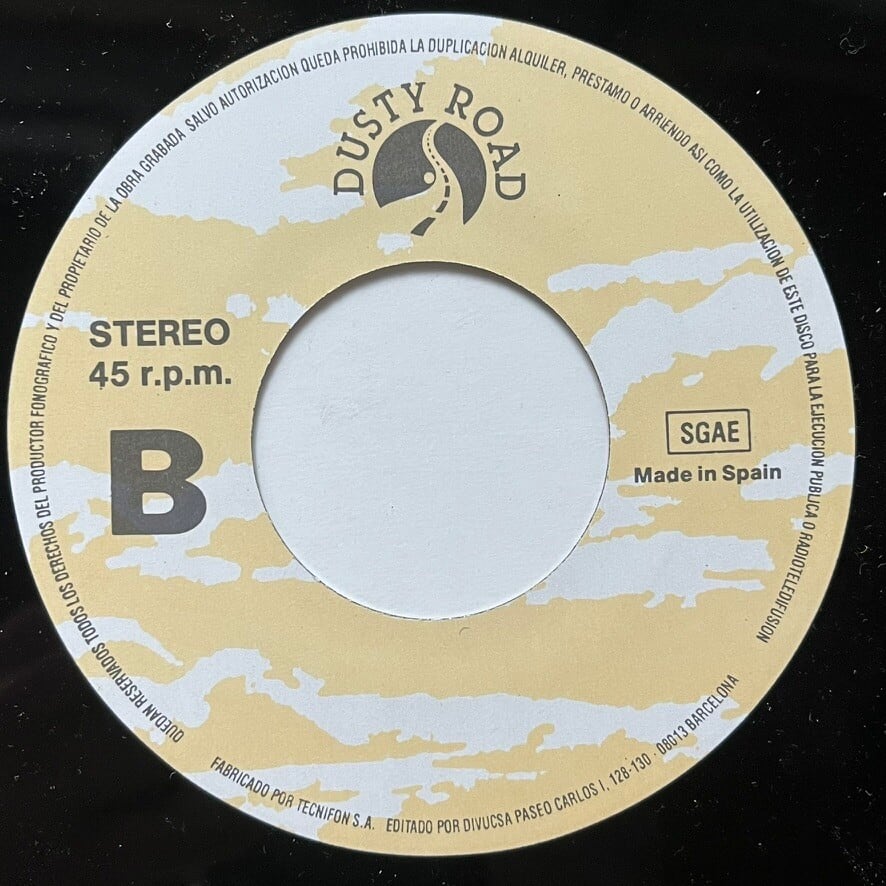 DUSTY ROAD
STEREO
45 r.p.m.
B
SGAE
Made in Spain
QUEDAN RESERVADOS TODOS LOS DERECHOS DEL PRODUCTOR FONOGRAFICO Y DEL PROPIETARIO DE LA OBRA GRABADA SALVO AUTORIZACION QUEDA PROHIBIDA LA DUPLICACION ALQUILER, PRESTAMO O ARRIENDO ASI COMO LA UTILIZACION DE ESTE DISCO PARA LA EJECUCION PUBLICA O RADIOTELEDIFUSION
FABRICADO POR TECNIFON S.A. EDITADO POR DIVUCSA PASEO CARLOS I, 128-130 · 08013 BARCELONA